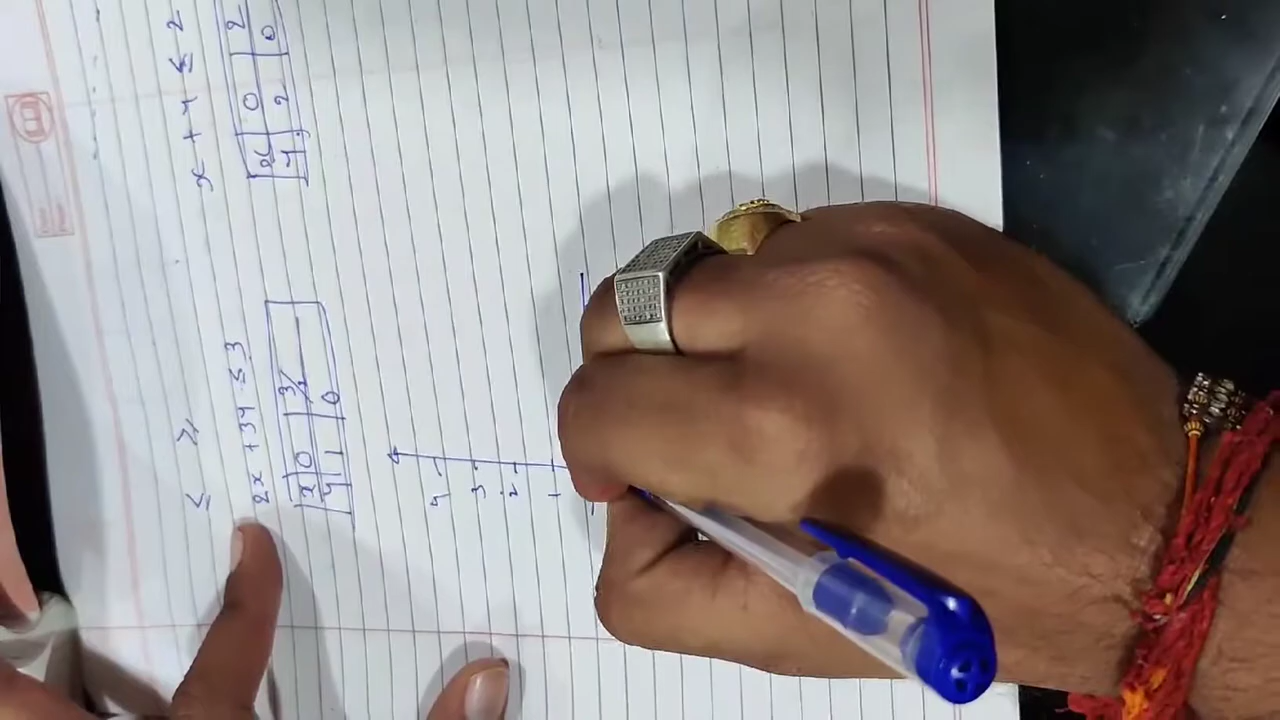 ≤ ≥
2x + 3y ≤ 3
x 0 3/2
y 1 0
x + y ≤ 2
x 0 2
y 2 0
4
3
2
1